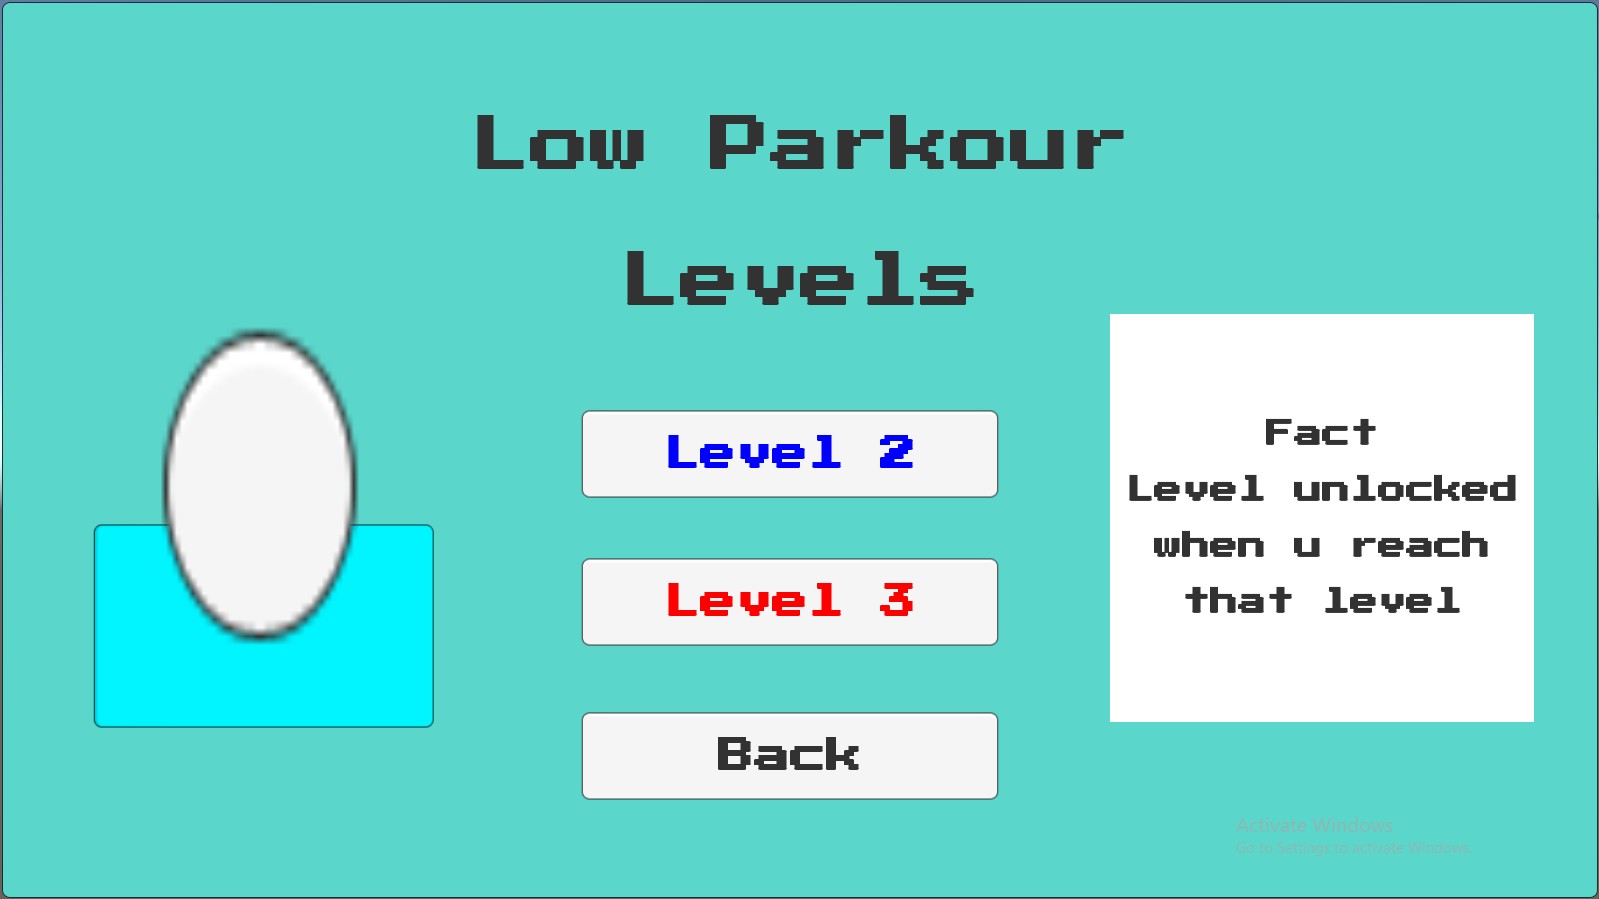 Low Parkour
Levels
Level 2
Level 3
Back
Fact
Level unlocked
when u reach
that level
Activate Windows
Go to Settings to activate Windows.